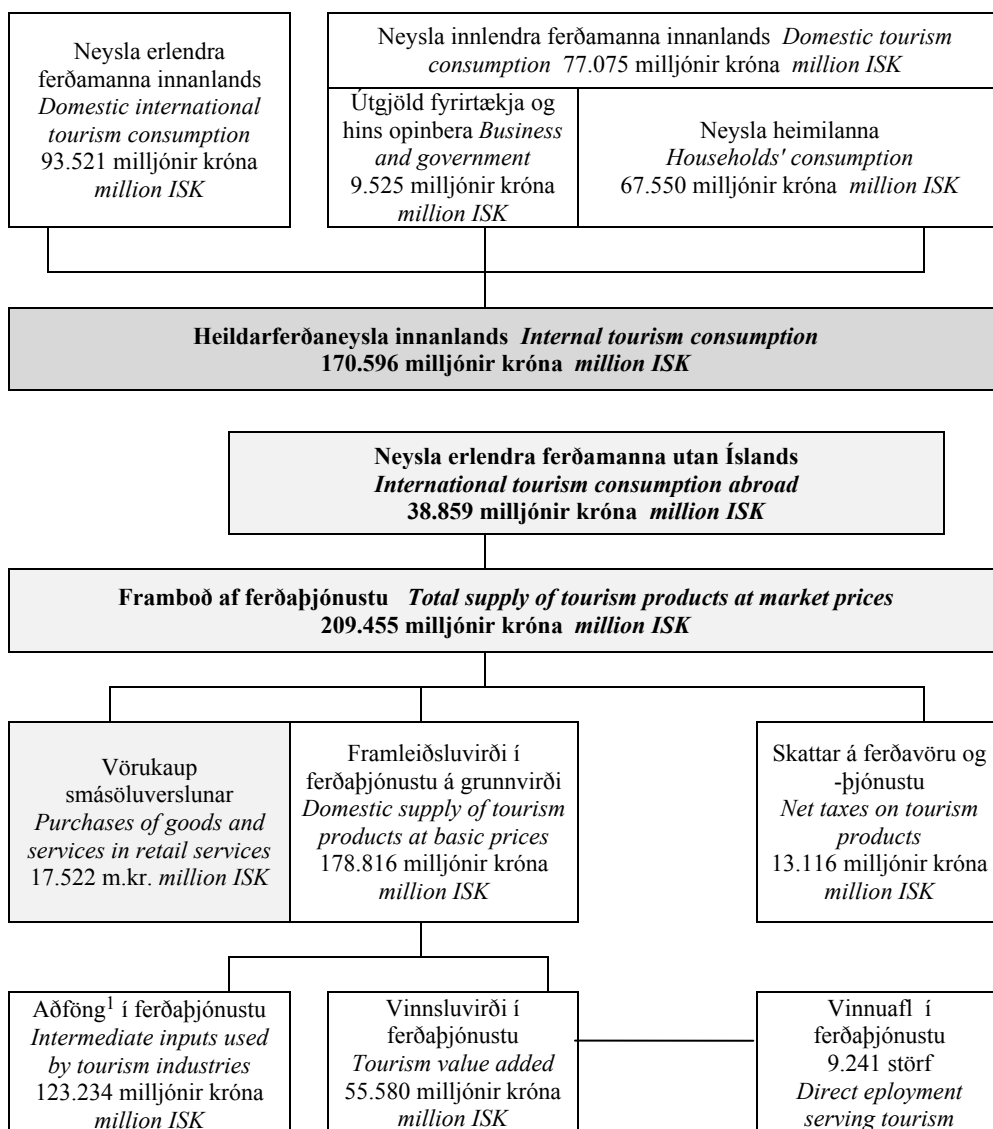 Neysla erlendra
ferðamanna innanlands
Domestic international
tourism consumption
93.521 milljónir króna
million ISK
Neysla innlendra ferðamanna innanlands Domestic tourism
consumption 77.075 milljónir króna million ISK
Útgjöld fyrirtækja og
hins opinbera Business
and government
9.525 milljónir króna
million ISK
Neysla heimilanna
Households' consumption
67.550 milljónir króna million ISK
Heildarferðaneysla innanlands Internal tourism consumption
170.596 milljónir króna million ISK
Neysla erlendra ferðamanna utan Íslands
International tourism consumption abroad
38.859 milljónir króna million ISK
Framboð af ferðaþjónustu Total supply of tourism products at market prices
209.455 milljónir króna million ISK
Vörukaup
smásöluverslunar
Purchases of goods and
services in retail services
17.522 m.kr. million ISK
Framleiðsluvirði í
ferðaþjónustu á grunnvirði
Domestic supply of tourism
products at basic prices
178.816 milljónir króna
million ISK
Skattar á ferðavöru og
-þjónustu
Net taxes on tourism
products
13.116 milljónir króna
million ISK
Aðföng1 í ferðaþjónustu
Intermediate inputs used
by tourism industries
123.234 milljónir króna
million ISK
Vinnsluvirði í
ferðaþjónustu
Tourism value added
55.580 milljónir króna
million ISK
Vinnuafl í
ferðaþjónustu
9.241 störf
Direct eployment
serving tourism